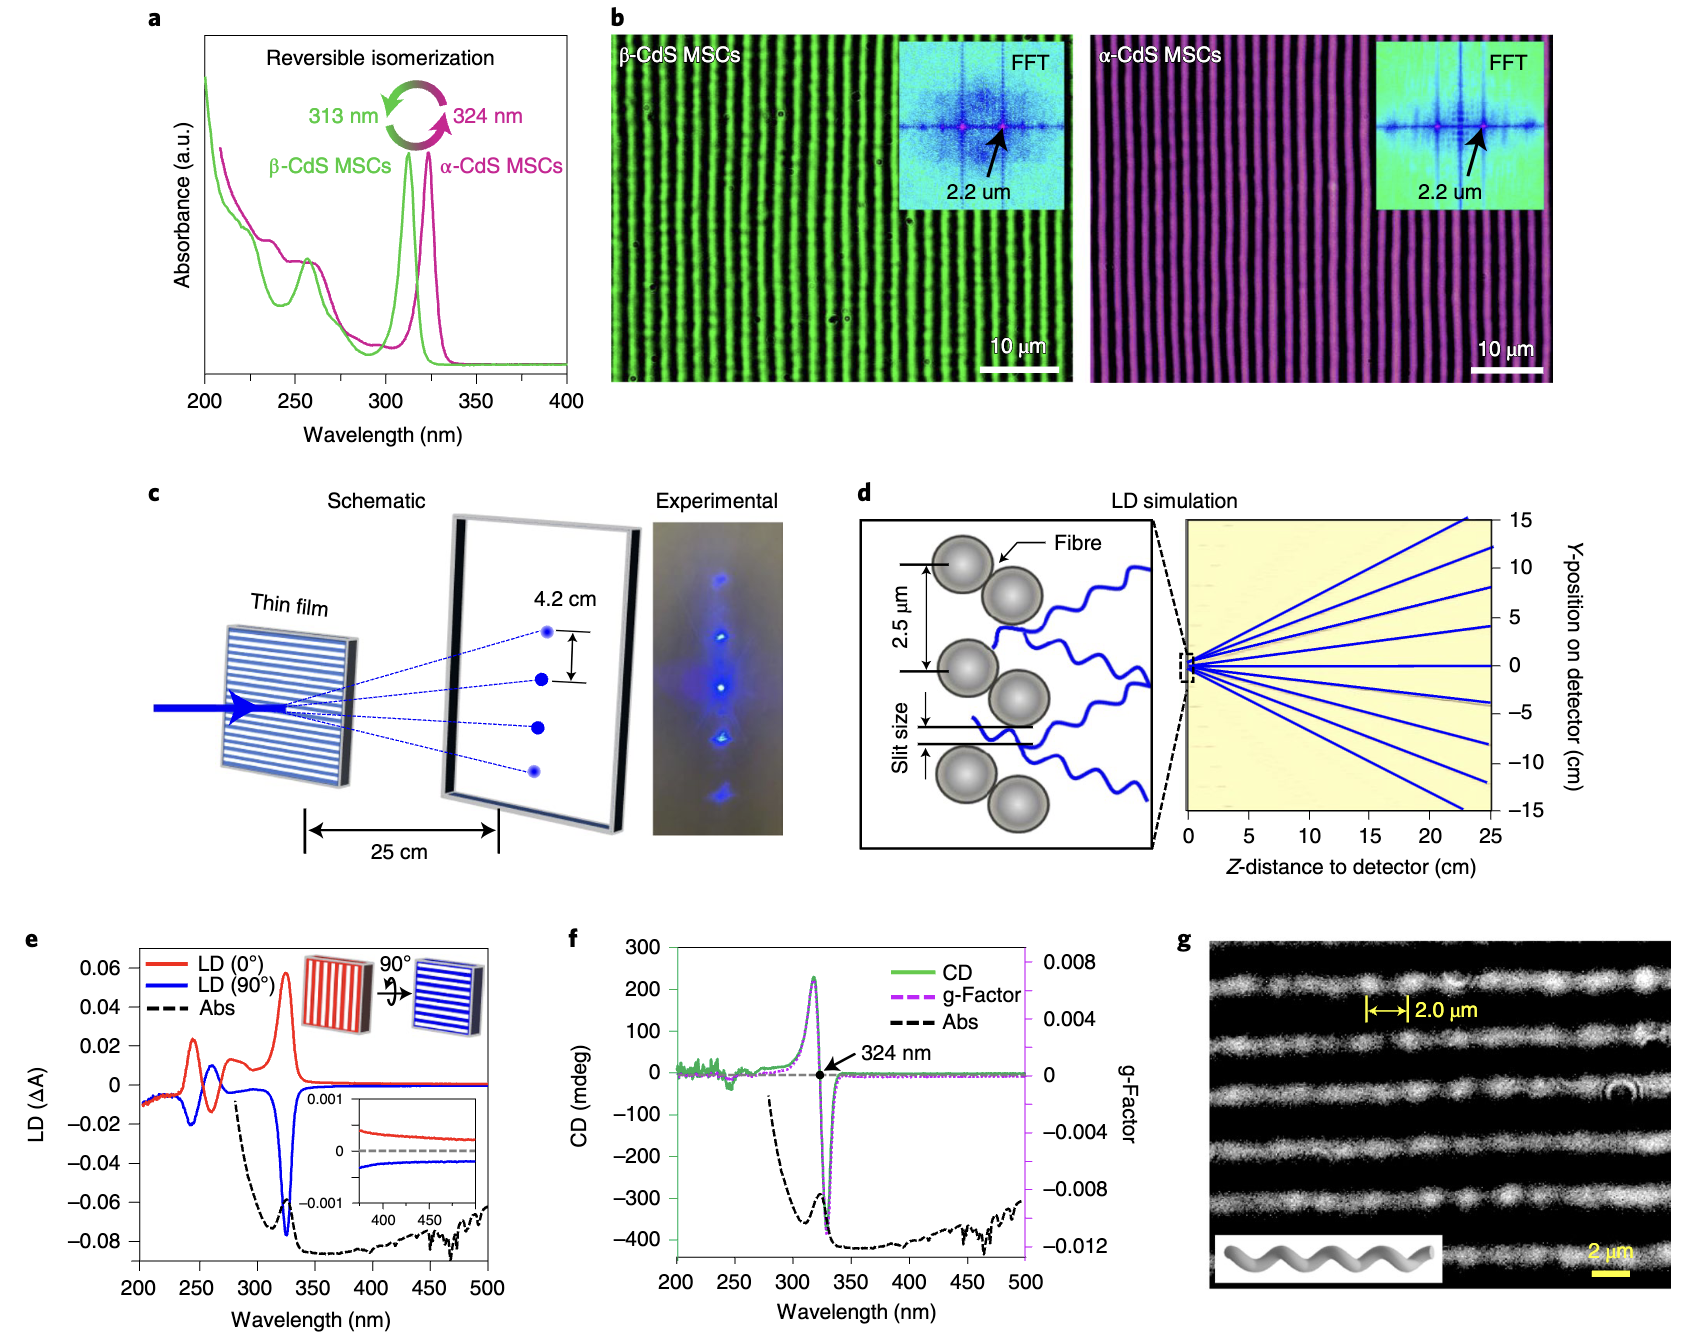 a
Reversible isomerization
313 nm
324 nm
β-CdS MSCs
α-CdS MSCs
Absorbance (a.u.)
200 250 300 350 400
Wavelength (nm)
b
β-CdS MSCs
FFT
2.2 um
10 μm
α-CdS MSCs
FFT
2.2 um
10 μm
c
Schematic
Experimental
Thin film
4.2 cm
25 cm
d
LD simulation
Fibre
2.5 μm
Slit size
15
10
5
0
–5
–10
–15
Y-position on detector (cm)
0 5 10 15 20 25
Z-distance to detector (cm)
e
LD (0°)
LD (90°)
Abs
90°
0.06
0.04
0.02
0
–0.02
–0.04
–0.06
–0.08
LD (ΔA)
0.001
0
–0.001
400 450
200 250 300 350 400 450 500
Wavelength (nm)
f
300
200
100
0
–100
–200
–300
–400
CD (mdeg)
CD
g-Factor
Abs
324 nm
0.008
0.004
0
–0.004
–0.008
–0.012
g-Factor
200 250 300 350 400 450 500
Wavelength (nm)
g
2.0 μm
2 μm